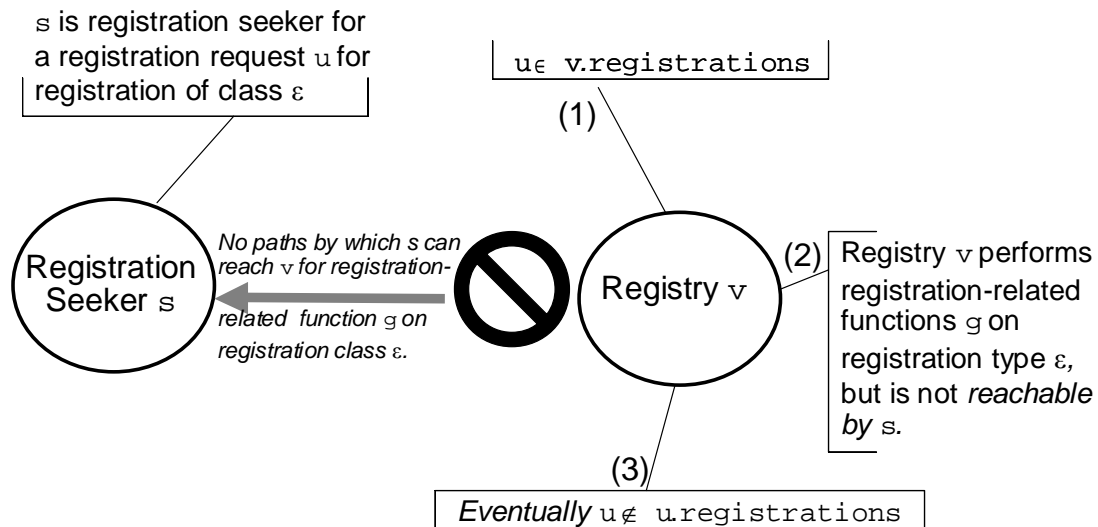 s is registration seeker for
a registration request u for
registration of class ε
u∈ v.registrations
(1)
Registration
Seeker s
No paths by which s can
reach v for registration-
related function g on
registration class ε.
Registry v
(2)
Registry v performs
registration-related
functions g on
registration type ε,
but is not reachable
by s.
(3)
Eventually u∉ u.registrations